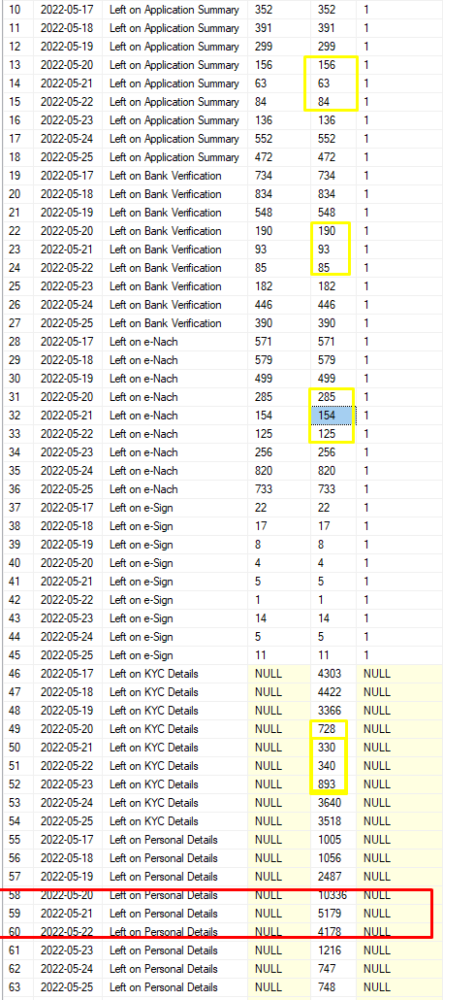 10 2022-05-17 Left on Application Summary 352 352 1
11 2022-05-18 Left on Application Summary 391 391 1
12 2022-05-19 Left on Application Summary 299 299 1
13 2022-05-20 Left on Application Summary 156 156 1
14 2022-05-21 Left on Application Summary 63 63 1
15 2022-05-22 Left on Application Summary 84 84 1
16 2022-05-23 Left on Application Summary 136 136 1
17 2022-05-24 Left on Application Summary 552 552 1
18 2022-05-25 Left on Application Summary 472 472 1
19 2022-05-17 Left on Bank Verification 734 734 1
20 2022-05-18 Left on Bank Verification 834 834 1
21 2022-05-19 Left on Bank Verification 548 548 1
22 2022-05-20 Left on Bank Verification 190 190 1
23 2022-05-21 Left on Bank Verification 93 93 1
24 2022-05-22 Left on Bank Verification 85 85 1
25 2022-05-23 Left on Bank Verification 182 182 1
26 2022-05-24 Left on Bank Verification 446 446 1
27 2022-05-25 Left on Bank Verification 390 390 1
28 2022-05-17 Left on e-Nach 571 571 1
29 2022-05-18 Left on e-Nach 579 579 1
30 2022-05-19 Left on e-Nach 499 499 1
31 2022-05-20 Left on e-Nach 285 285 1
32 2022-05-21 Left on e-Nach 154 154 1
33 2022-05-22 Left on e-Nach 125 125 1
34 2022-05-23 Left on e-Nach 256 256 1
35 2022-05-24 Left on e-Nach 820 820 1
36 2022-05-25 Left on e-Nach 733 733 1
37 2022-05-17 Left on e-Sign 22 22 1
38 2022-05-18 Left on e-Sign 17 17 1
39 2022-05-19 Left on e-Sign 8 8 1
40 2022-05-20 Left on e-Sign 4 4 1
41 2022-05-21 Left on e-Sign 5 5 1
42 2022-05-22 Left on e-Sign 1 1 1
43 2022-05-23 Left on e-Sign 14 14 1
44 2022-05-24 Left on e-Sign 5 5 1
45 2022-05-25 Left on e-Sign 11 11 1
46 2022-05-17 Left on KYC Details NULL 4303 NULL
47 2022-05-18 Left on KYC Details NULL 4422 NULL
48 2022-05-19 Left on KYC Details NULL 3366 NULL
49 2022-05-20 Left on KYC Details NULL 728 NULL
50 2022-05-21 Left on KYC Details NULL 330 NULL
51 2022-05-22 Left on KYC Details NULL 340 NULL
52 2022-05-23 Left on KYC Details NULL 893 NULL
53 2022-05-24 Left on KYC Details NULL 3640 NULL
54 2022-05-25 Left on KYC Details NULL 3518 NULL
55 2022-05-17 Left on Personal Details NULL 1005 NULL
56 2022-05-18 Left on Personal Details NULL 1056 NULL
57 2022-05-19 Left on Personal Details NULL 2487 NULL
58 2022-05-20 Left on Personal Details NULL 10336 NULL
59 2022-05-21 Left on Personal Details NULL 5179 NULL
60 2022-05-22 Left on Personal Details NULL 4178 NULL
61 2022-05-23 Left on Personal Details NULL 1216 NULL
62 2022-05-24 Left on Personal Details NULL 747 NULL
63 2022-05-25 Left on Personal Details NULL 748 NULL